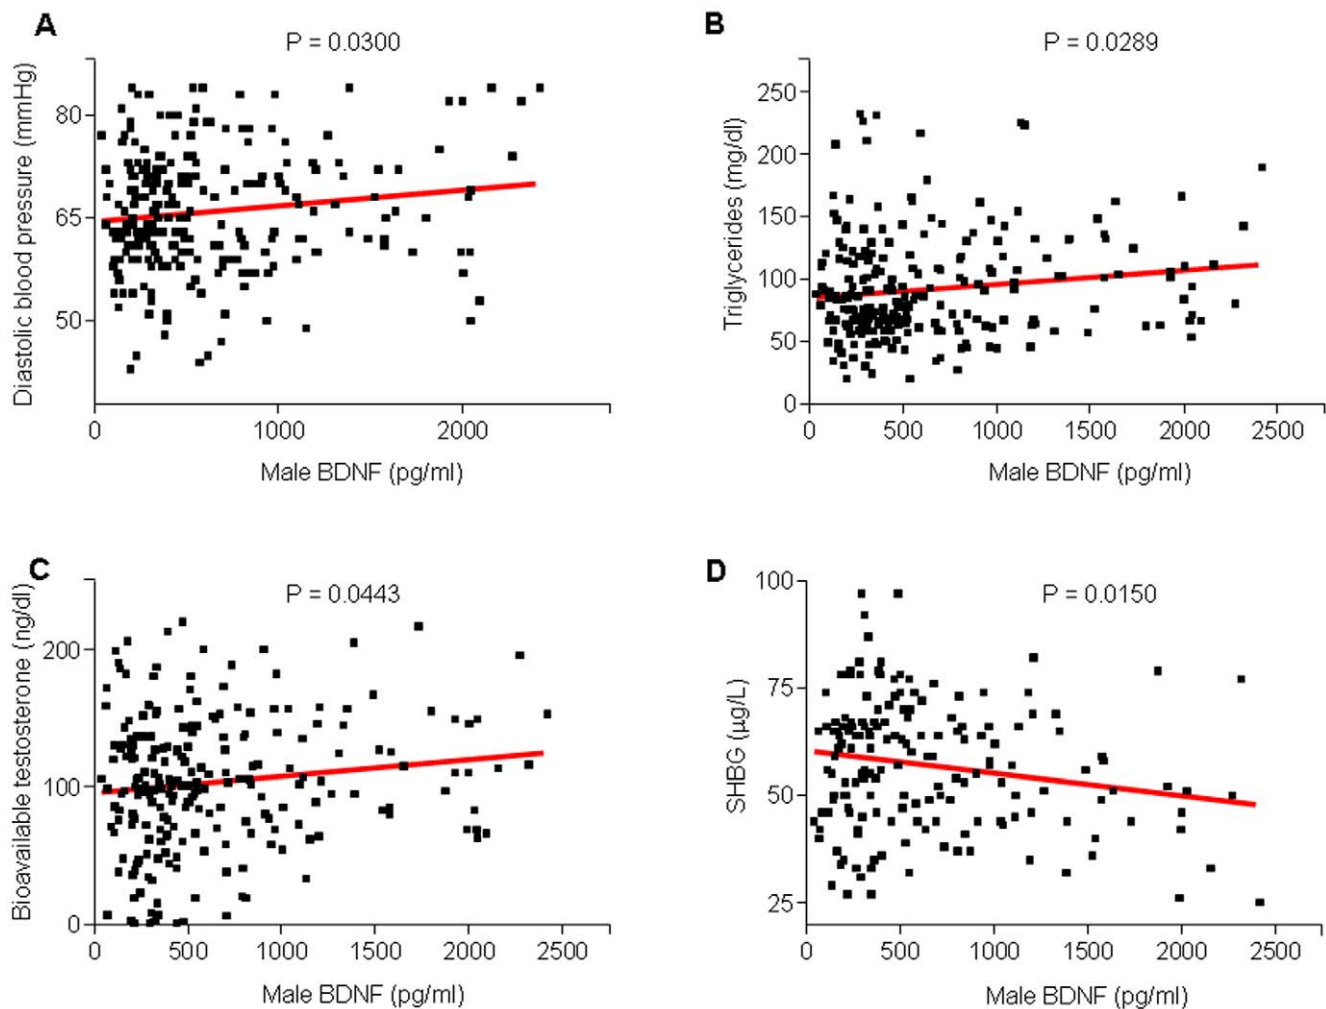 A
P = 0.0300
Diastolic blood pressure (mmHg)
80
65
50
0
1000
2000
Male BDNF (pg/ml)
B
P = 0.0289
Triglycerides (mg/dl)
250
200
150
100
50
0
0
500
1000
1500
2000
2500
Male BDNF (pg/ml)
C
P = 0.0443
Bioavailable testosterone (ng/dl)
200
100
0
0
500
1000
1500
2000
2500
Male BDNF (pg/ml)
D
P = 0.0150
SHBG (µg/L)
100
75
50
25
0
500
1000
1500
2000
2500
Male BDNF (pg/ml)